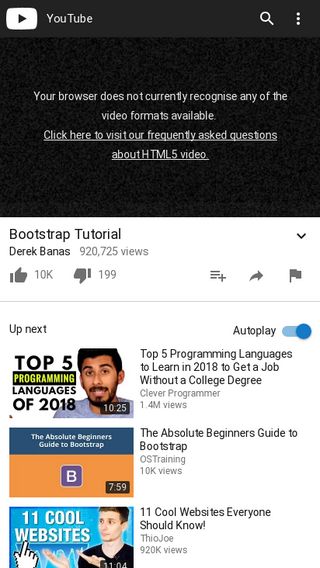 YouTube
Your browser does not currently recognise any of the
video formats available.
Click here to visit our frequently asked questions
about HTML5 video.
Bootstrap Tutorial
Derek Banas 920,725 views
10K 199
Up next Autoplay
TOP 5
PROGRAMMING
LANGUAGES
OF 2018
10:25
Top 5 Programming Languages
to Learn in 2018 to Get a Job
Without a College Degree
Clever Programmer
1.4M views
The Absolute Beginners
Guide to Bootstrap
B
7:59
The Absolute Beginners Guide to
Bootstrap
OSTraining
10K views
11 COOL
WEBSITES
11:04
11 Cool Websites Everyone
Should Know!
ThioJoe
920K views